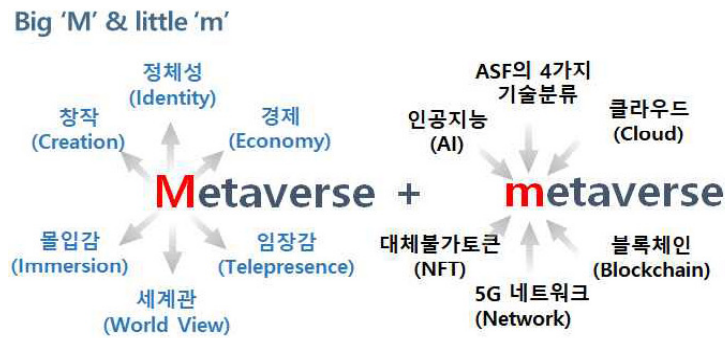 Big ‘M’ & little ‘m’
정체성
(Identity)
창작
(Creation)
경제
(Economy)
Metaverse
몰입감
(Immersion)
임장감
(Telepresence)
세계관
(World View)
+
ASF의 4가지
기술분류
인공지능
(AI)
클라우드
(Cloud)
metaverse
대체불가토큰
(NFT)
블록체인
(Blockchain)
5G 네트워크
(Network)